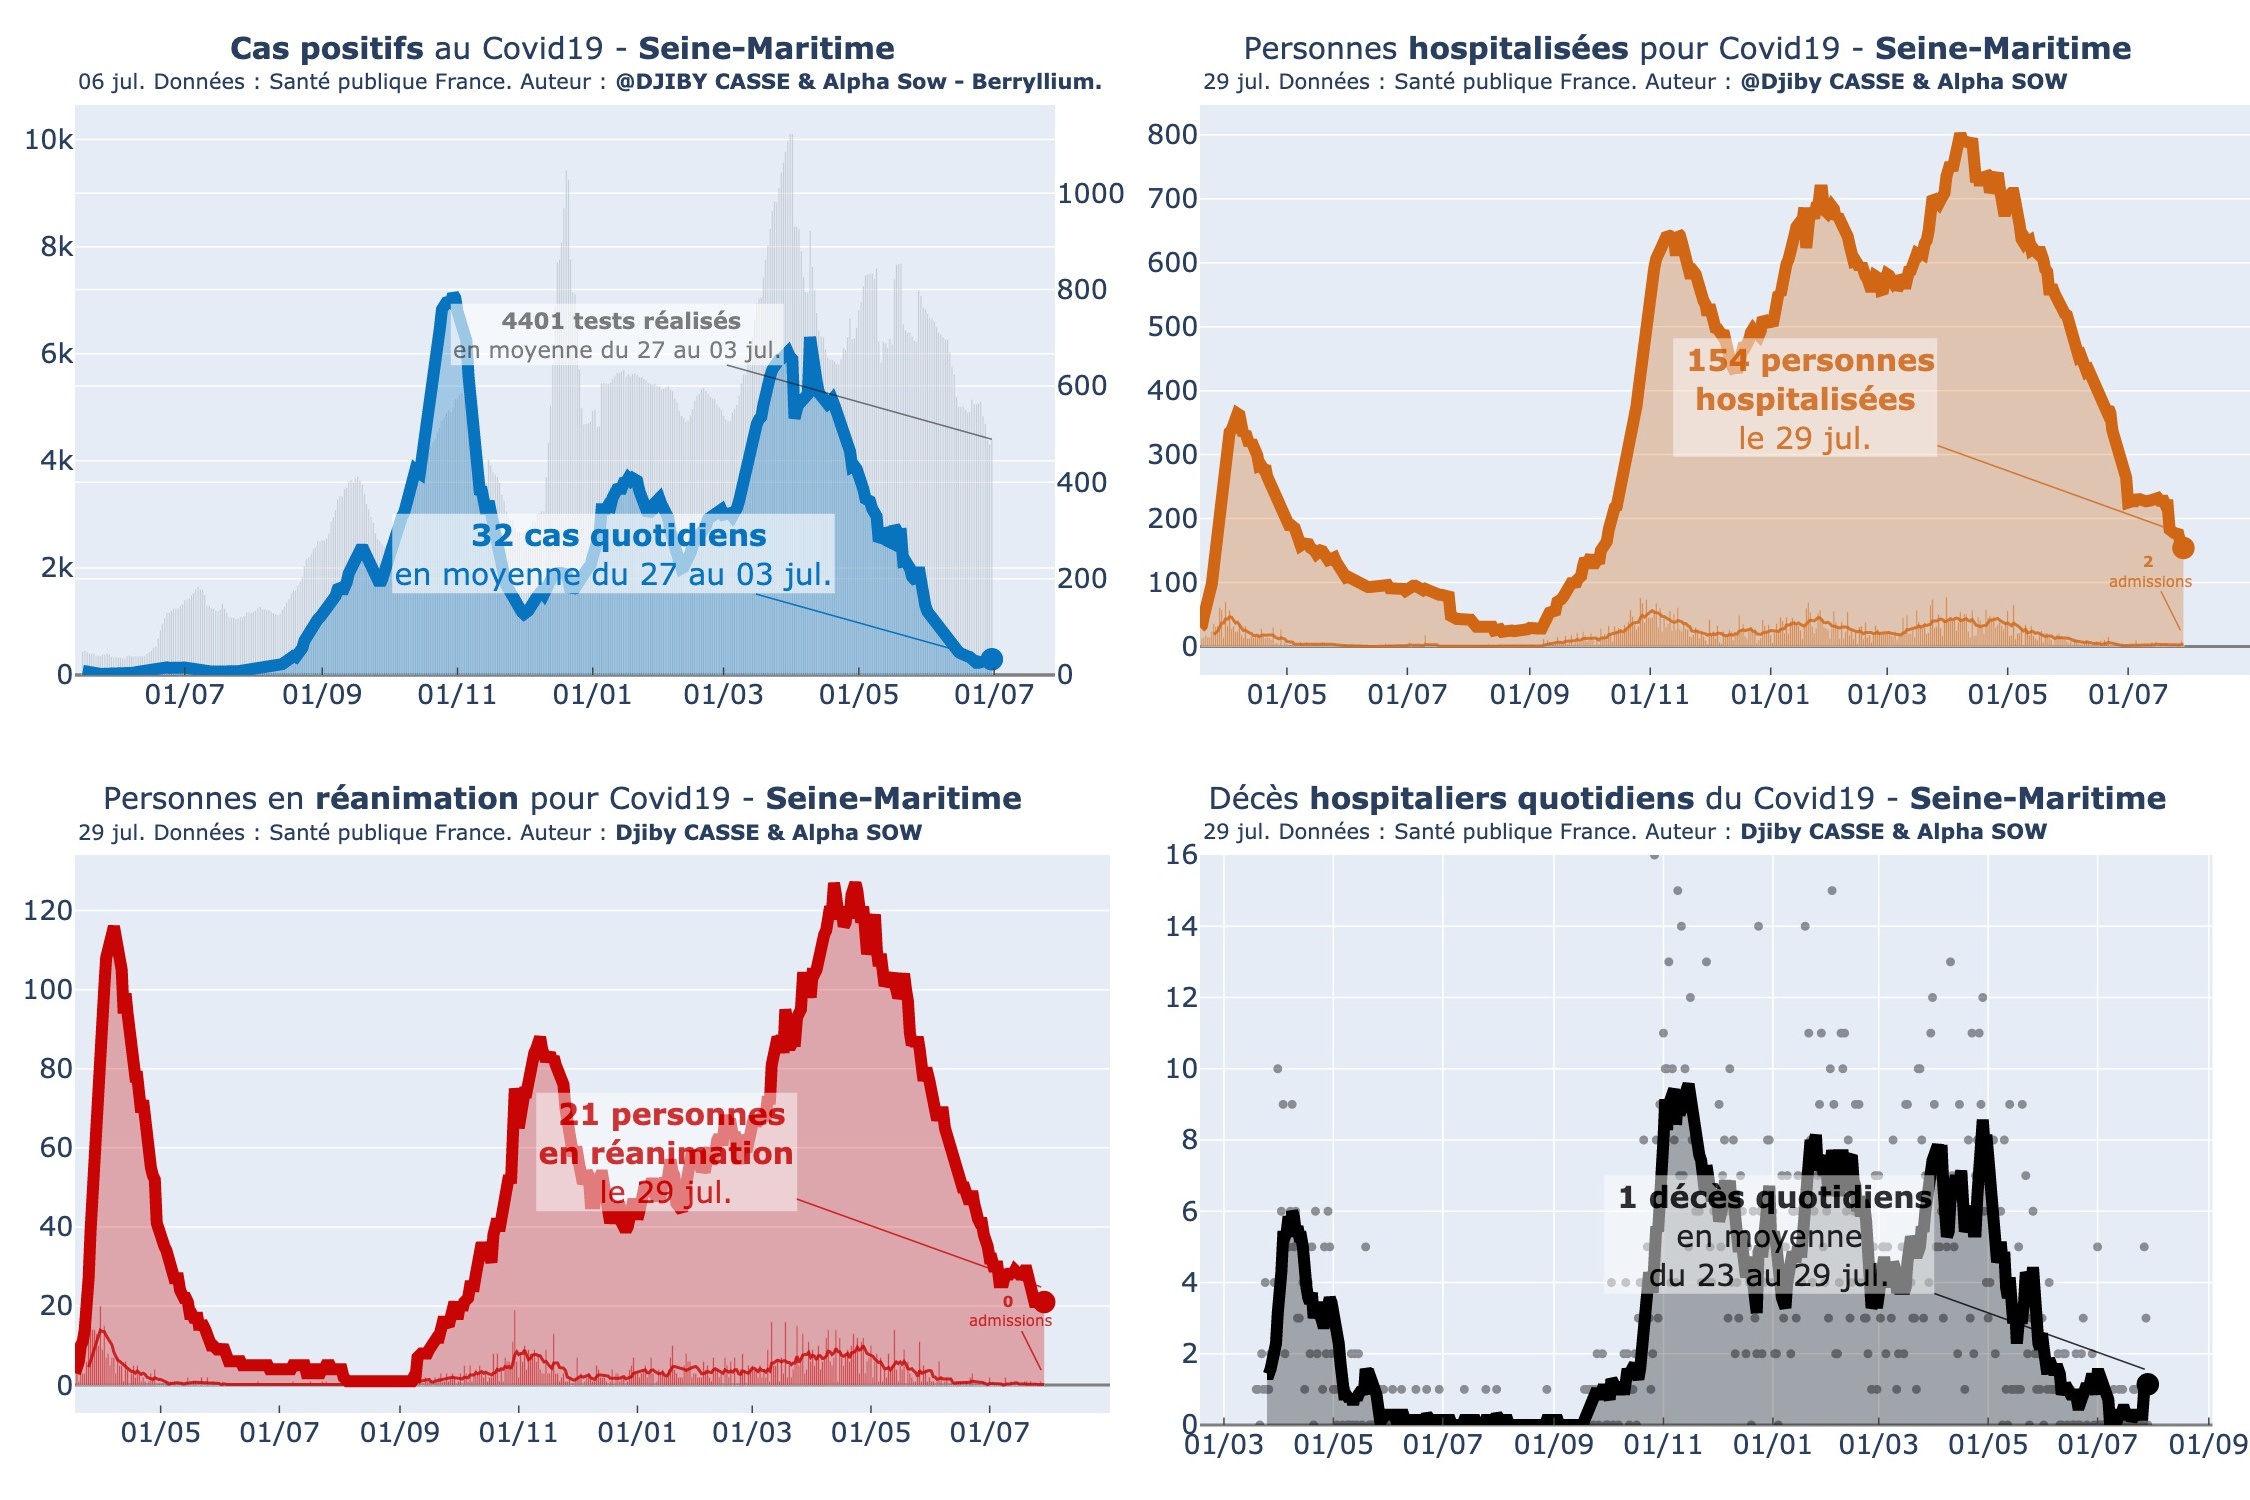 Cas positifs au Covid19 - Seine-Maritime
06 jul. Données : Santé publique France. Auteur : @DJIBY CASSE & Alpha Sow - Berryllium.
10k
8k
6k
4k
2k
0
1000
800
600
400
200
0
4401 tests réalisés
en moyenne du 27 au 03 jul.
32 cas quotidiens
en moyenne du 27 au 03 jul.
01/07 01/09 01/11 01/01 01/03 01/05 01/07
Personnes hospitalisées pour Covid19 - Seine-Maritime
29 jul. Données : Santé publique France. Auteur : @Djiby CASSE & Alpha SOW
800
700
600
500
400
300
200
100
0
154 personnes
hospitalisées
le 29 jul.
2
admissions
01/05 01/07 01/09 01/11 01/01 01/03 01/05 01/07
Personnes en réanimation pour Covid19 - Seine-Maritime
29 jul. Données : Santé publique France. Auteur : Djiby CASSE & Alpha SOW
120
100
80
60
40
20
0
21 personnes
en réanimation
le 29 jul.
0
admissions
01/05 01/07 01/09 01/11 01/01 01/03 01/05 01/07
Décès hospitaliers quotidiens du Covid19 - Seine-Maritime
29 jul. Données : Santé publique France. Auteur : Djiby CASSE & Alpha SOW
16
14
12
10
8
6
4
2
0
1 décès quotidiens
en moyenne
du 23 au 29 jul.
01/03 01/05 01/07 01/09 01/11 01/01 01/03 01/05 01/07 01/09